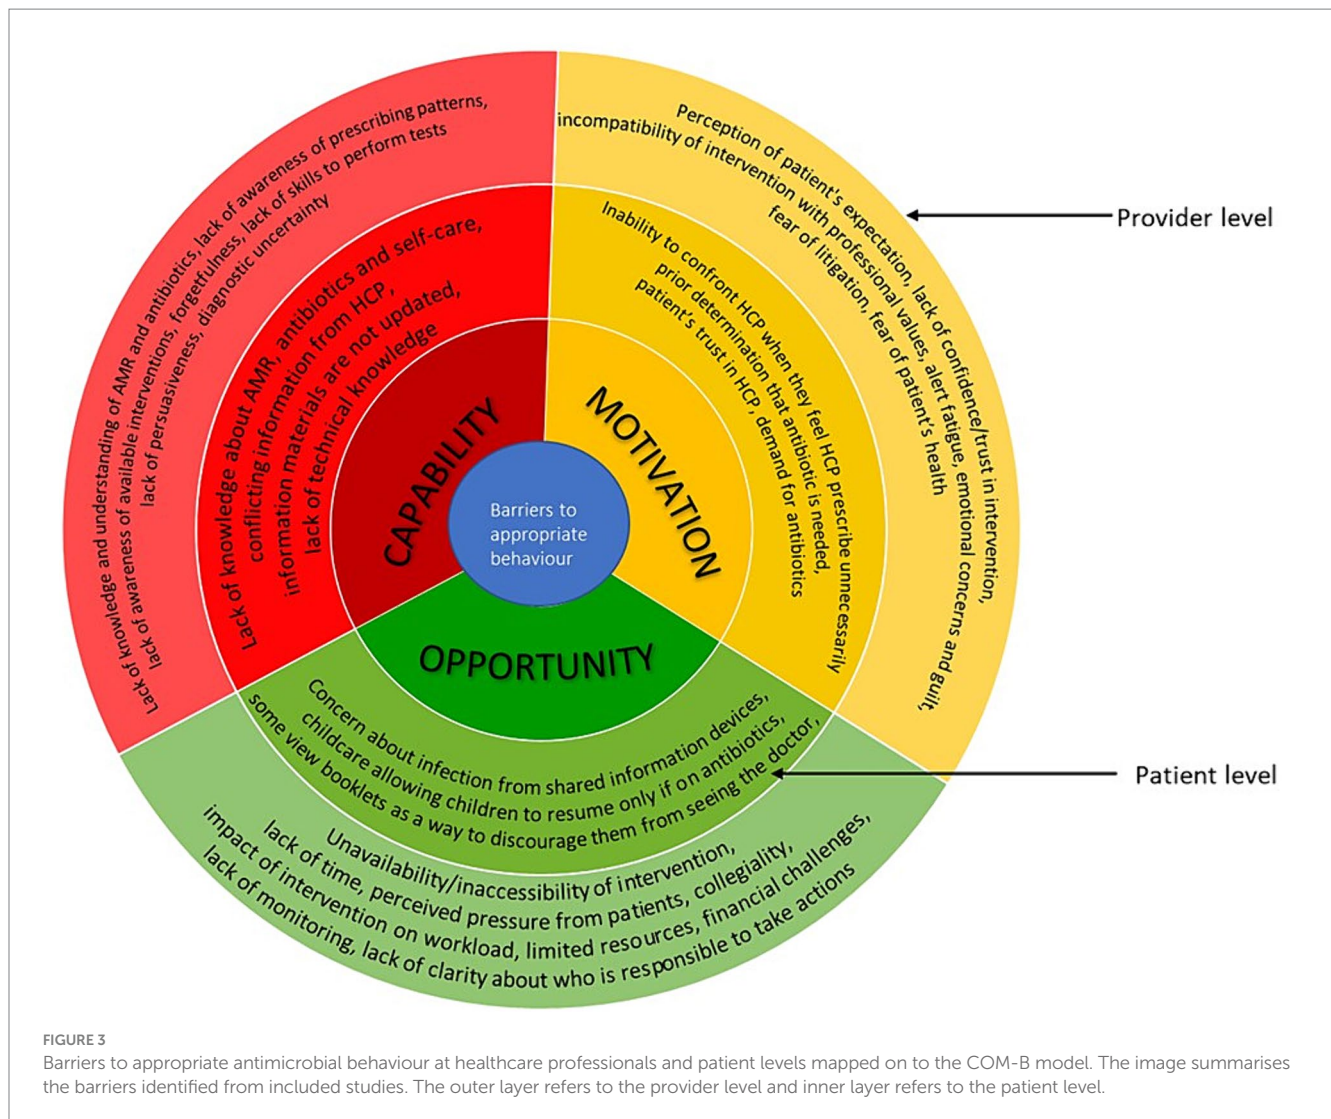 Lack of knowledge and understanding of AMR and antibiotics, lack of awareness of prescribing patterns,
lack of awareness of available interventions, forgetfulness, lack of skills to perform tests
lack of persuasiveness, diagnostic uncertainty
Lack of knowledge about AMR, antibiotics and self-care,
conflicting information from HCP,
information materials are not updated,
lack of technical knowledge
CAPABILITY
Perception of patient's expectation, lack of confidence/trust in intervention,
incompatibility of intervention with professional values, alert fatigue, emotional concerns and guilt,
fear of litigation, fear of patient's health
Inability to confront HCP when they feel HCP prescribe unnecessarily
prior determination that antibiotic is needed,
patient's trust in HCP, demand for antibiotics
MOTIVATION
Provider level
Barriers to
appropriate
behaviour
OPPORTUNITY
Concern about infection from shared information devices,
childcare allowing children to resume only if on antibiotics,
some view booklets as a way to discourage them from seeing the doctor,
Patient level
Unavailability/inaccessibility of intervention,
lack of time, perceived pressure from patients, collegiality,
impact of intervention on workload, limited resources, financial challenges,
lack of monitoring, lack of clarity about who is responsible to take actions
FIGURE 3
Barriers to appropriate antimicrobial behaviour at healthcare professionals and patient levels mapped on to the COM-B model. The image summarises
the barriers identified from included studies. The outer layer refers to the provider level and inner layer refers to the patient level.